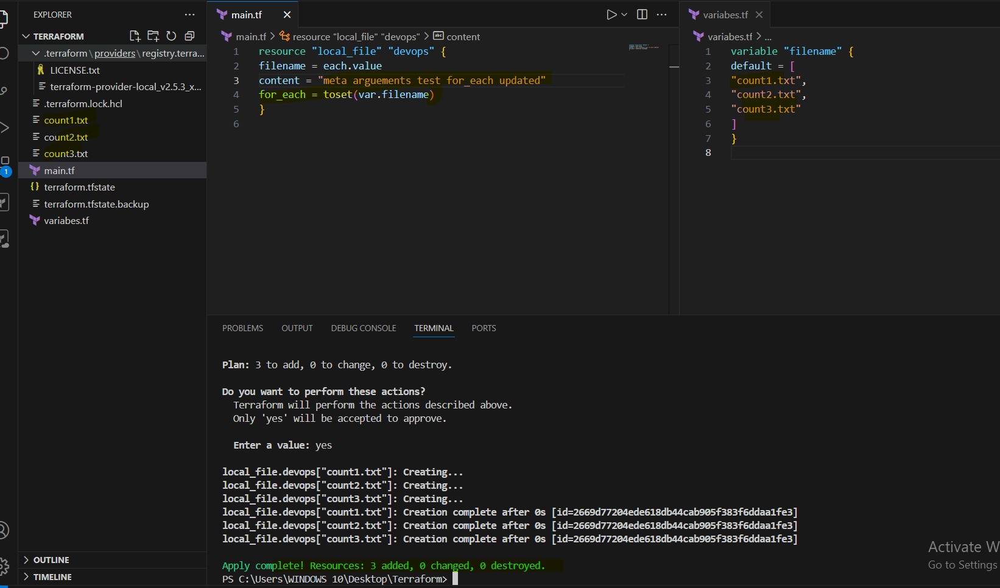 EXPLORER
TERRAFORM
.terraform\providers\registry.terra...
LICENSE.txt
terraform-provider-local_v2.5.3_x...
.terraform.lock.hcl
count1.txt
count2.txt
count3.txt
main.tf
terraform.tfstate
terraform.tfstate.backup
variabes.tf
1
OUTLINE
TIMELINE
main.tf
main.tf > resource "local_file" "devops" > abc content
1 resource "local_file" "devops" {
2 filename = each.value
3 content = "meta arguements test for_each updated"
4 for_each = toset(var.filename)
5 }
6
variabes.tf
variabes.tf > ...
1 variable "filename" {
2 default = [
3 "count1.txt",
4 "count2.txt",
5 "count3.txt"
6 ]
7 }
8
PROBLEMS OUTPUT DEBUG CONSOLE TERMINAL PORTS
Plan: 3 to add, 0 to change, 0 to destroy.
Do you want to perform these actions?
Terraform will perform the actions described above.
Only 'yes' will be accepted to approve.
Enter a value: yes
local_file.devops["count1.txt"]: Creating...
local_file.devops["count2.txt"]: Creating...
local_file.devops["count3.txt"]: Creating...
local_file.devops["count1.txt"]: Creation complete after 0s [id=2669d77204ede618db44cab905f383f6ddaa1fe3]
local_file.devops["count2.txt"]: Creation complete after 0s [id=2669d77204ede618db44cab905f383f6ddaa1fe3]
local_file.devops["count3.txt"]: Creation complete after 0s [id=2669d77204ede618db44cab905f383f6ddaa1fe3]
Apply complete! Resources: 3 added, 0 changed, 0 destroyed.
PS C:\Users\WINDOWS 10\Desktop\Terraform>
Activate W
Go to Settings